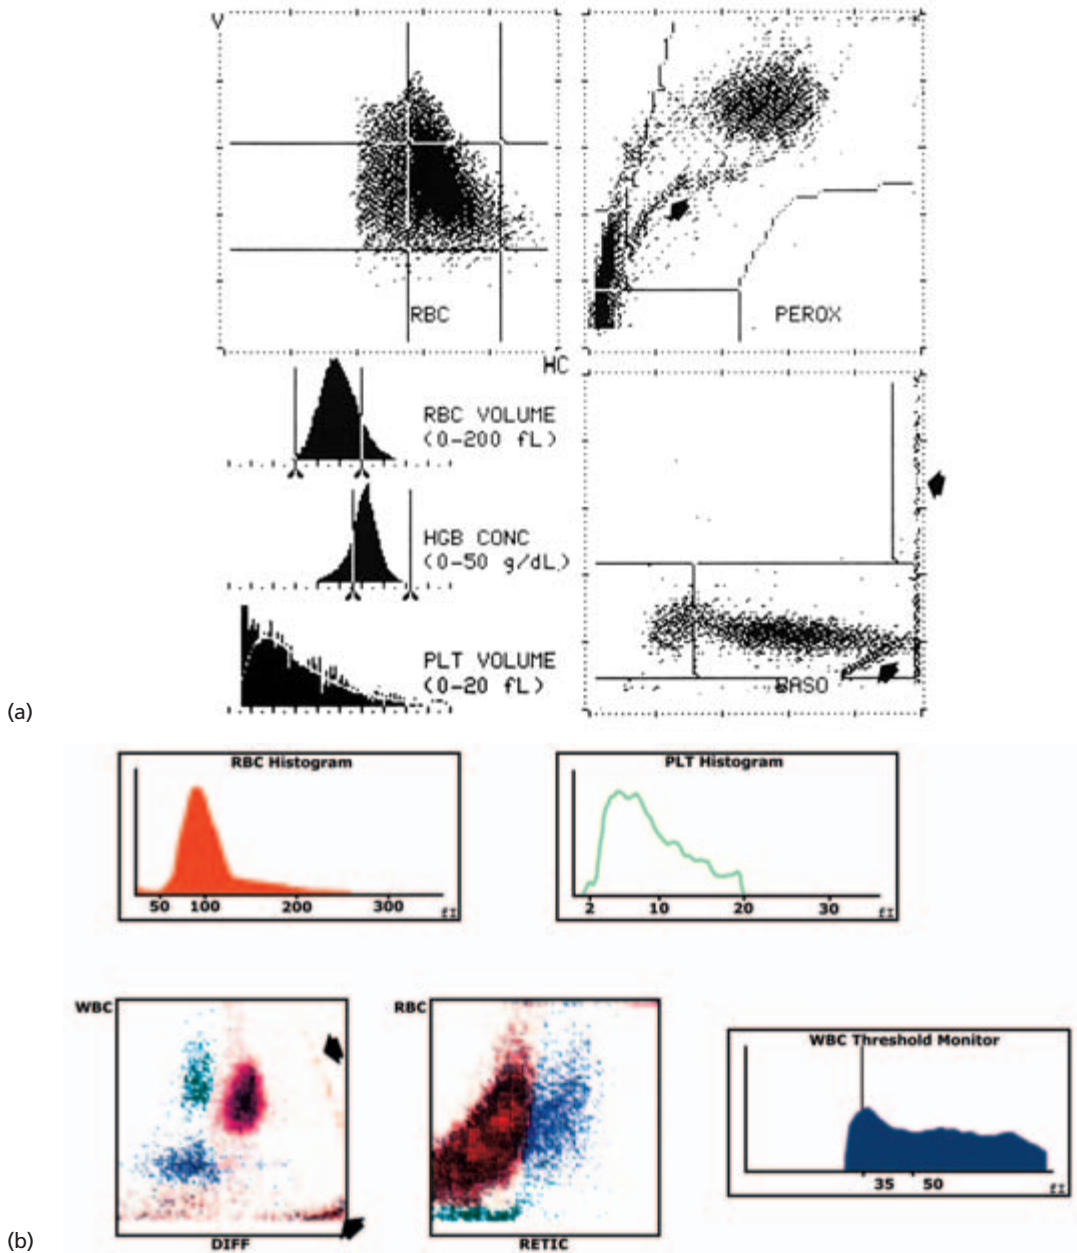 V
RBC
PEROX
HC
RBC VOLUME
(0-200 fL)
HGB CONC
(0-50 g/dL)
PLT VOLUME
(0-20 fL)
BASO
(a)
RBC Histogram
50 100 200 300 fl
PLT Histogram
2 10 20 30 fl
WBC
DIFF
RBC
RETIC
WBC Threshold Monitor
35 50 fl
(b)